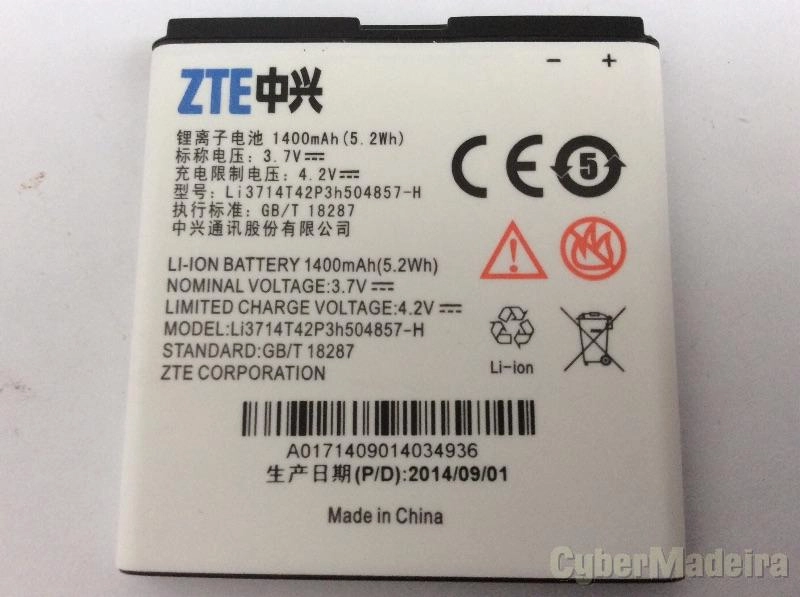 - +
ZTE中兴
锂离子电池 1400mAh(5.2Wh)
标称电压: 3.7V⎓
充电限制电压: 4.2V⎓
型号: Li3714T42P3h504857-H
执行标准: GB/T 18287
中兴通讯股份有限公司
CE 5
LI-ION BATTERY 1400mAh(5.2Wh)
NOMINAL VOLTAGE:3.7V⎓
LIMITED CHARGE VOLTAGE:4.2V⎓
MODEL:Li3714T42P3h504857-H
STANDARD:GB/T 18287
ZTE CORPORATION
Li-ion
A0171409014034936
生产日期(P/D):2014/09/01
Made in China
CyberMadeira